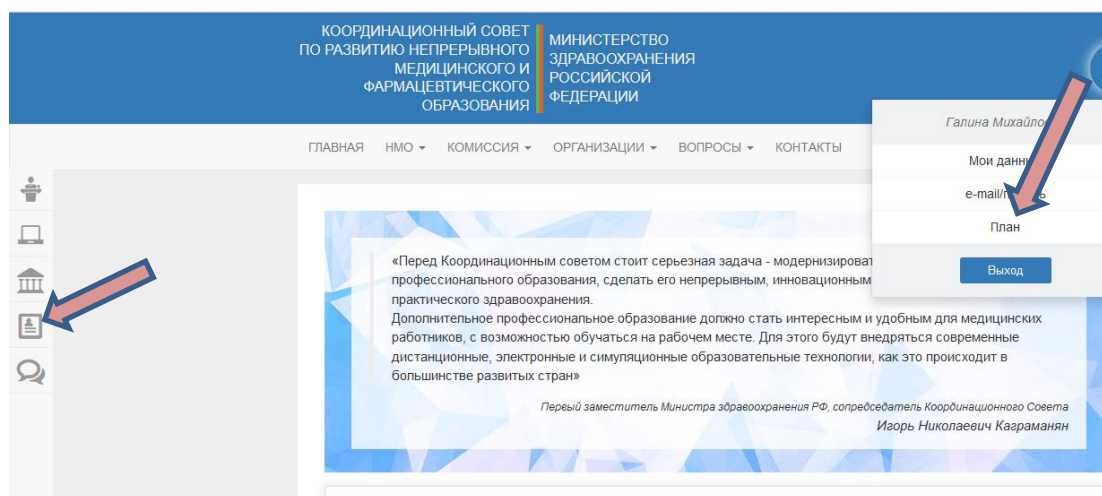 КООРДИНАЦИОННЫЙ СОВЕТ
ПО РАЗВИТИЮ НЕПРЕРЫВНОГО
МЕДИЦИНСКОГО И
ФАРМАЦЕВТИЧЕСКОГО
ОБРАЗОВАНИЯ
МИНИСТЕРСТВО
ЗДРАВООХРАНЕНИЯ
РОССИЙСКОЙ
ФЕДЕРАЦИИ
ГЛАВНАЯ НМО КОМИССИЯ ОРГАНИЗАЦИИ ВОПРОСЫ КОНТАКТЫ
Галина
Мои
План
Выход
«Перед Координационным советом стоит серьезная задача -
профессионального образования, сделать его непрерывным,
практического здравоохранения.
Дополнительное профессиональное образование должно стать интересным и удобным для медицинских
работников, с возможностью обучаться на рабочем месте. Для этого будут внедряться современные
дистанционные, электронные и симуляционные образовательные технологии, как это происходит в
большинстве развитых стран»
Первый заместитель Министра здравоохранения РФ, сопредседатель Координационного Совета
Игорь Николаевич Каграманян